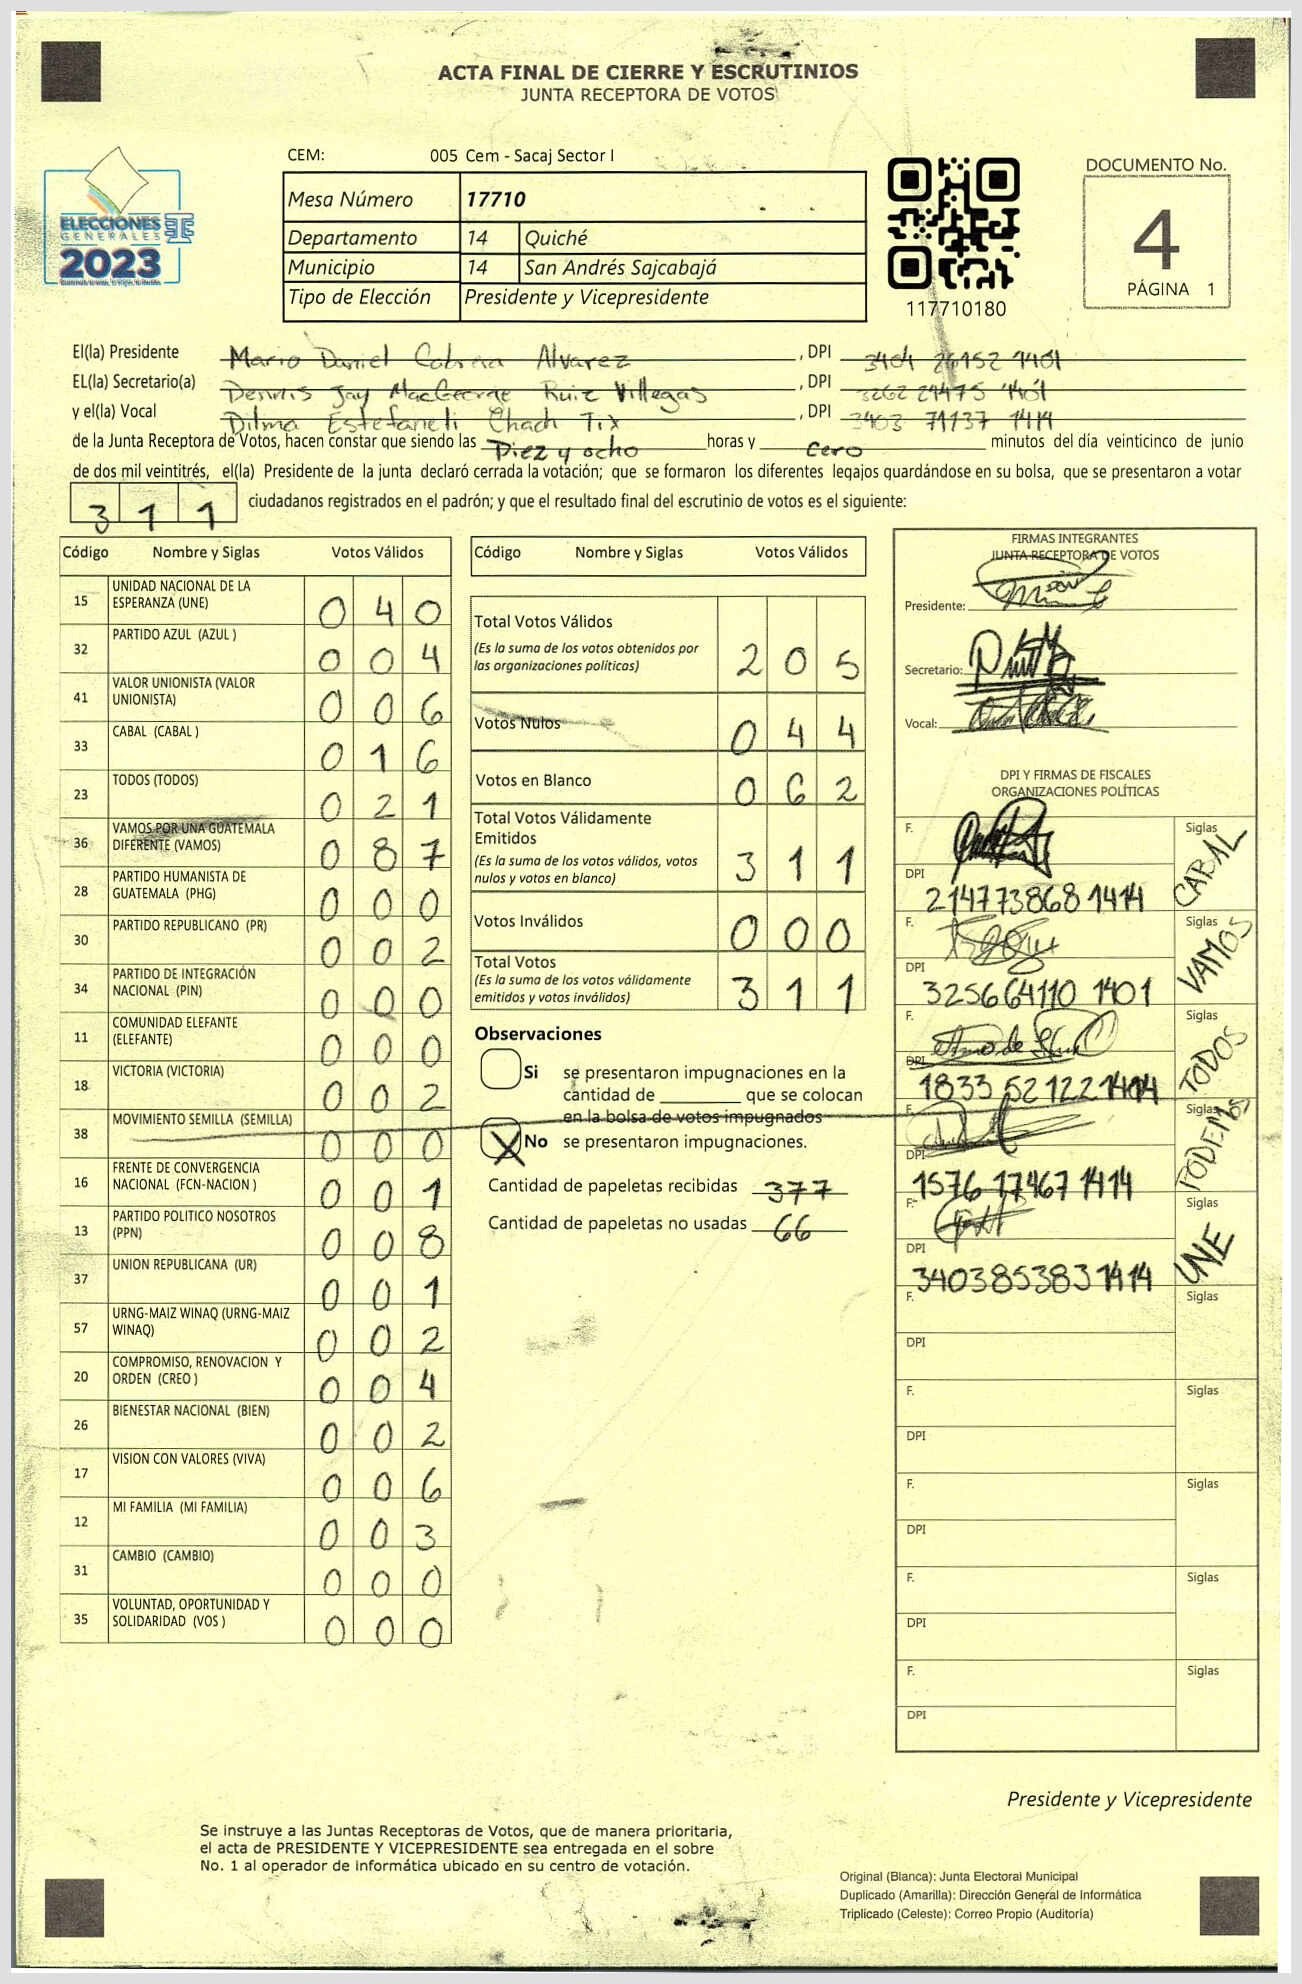 ACTA FINAL DE CIERRE Y ESCRUTINIOS
JUNTA RECEPTORA DE VOTOS
CEM: 005 Cem - Sacaj Sector I
ELECCIONES
GENERALES
2023
Mesa Número 17710
Departamento 14 Quiché
Municipio 14 San Andrés Sajcabajá
Tipo de Elección Presidente y Vicepresidente
117710180
DOCUMENTO No.
4
PÁGINA 1
El(la) Presidente Mario Daniel Cabrera Alvarez , DPI 3404 26152 1401
EL(la) Secretario(a) Dennis Jay MacGeorge Ruiz Villegas , DPI 3262 21475 1401
y el(la) Vocal Dilma Estefaneli Chach Tix , DPI 3403 71137 1414
de la Junta Receptora de Votos, hacen constar que siendo las Diez y ocho horas y cero minutos del día veinticinco de junio
de dos mil veintitrés, el(la) Presidente de la junta declaró cerrada la votación; que se formaron los diferentes legajos guardándose en su bolsa, que se presentaron a votar
311 ciudadanos registrados en el padrón; y que el resultado final del escrutinio de votos es el siguiente:
Código Nombre y Siglas Votos Válidos
15 UNIDAD NACIONAL DE LA ESPERANZA (UNE) 0 4 0
32 PARTIDO AZUL (AZUL ) 0 0 4
41 VALOR UNIONISTA (VALOR UNIONISTA) 0 0 6
33 CABAL (CABAL ) 0 1 6
23 TODOS (TODOS) 0 2 1
36 VAMOS POR UNA GUATEMALA DIFERENTE (VAMOS) 0 8 7
28 PARTIDO HUMANISTA DE GUATEMALA (PHG) 0 0 0
30 PARTIDO REPUBLICANO (PR) 0 0 2
34 PARTIDO DE INTEGRACIÓN NACIONAL (PIN) 0 0 0
11 COMUNIDAD ELEFANTE (ELEFANTE) 0 0 0
18 VICTORIA (VICTORIA) 0 0 2
38 MOVIMIENTO SEMILLA (SEMILLA) 0 0 0
16 FRENTE DE CONVERGENCIA NACIONAL (FCN-NACION ) 0 0 1
13 PARTIDO POLITICO NOSOTROS (PPN) 0 0 8
37 UNION REPUBLICANA (UR) 0 0 1
57 URNG-MAIZ WINAQ (URNG-MAIZ WINAQ) 0 0 2
20 COMPROMISO, RENOVACION Y ORDEN (CREO ) 0 0 4
26 BIENESTAR NACIONAL (BIEN) 0 0 2
17 VISION CON VALORES (VIVA) 0 0 6
12 MI FAMILIA (MI FAMILIA) 0 0 3
31 CAMBIO (CAMBIO) 0 0 0
35 VOLUNTAD, OPORTUNIDAD Y SOLIDARIDAD (VOS ) 0 0 0
Código Nombre y Siglas Votos Válidos
Total Votos Válidos 2 0 5
(Es la suma de los votos obtenidos por
las organizaciones políticas)
Votos Nulos 0 4 4
Votos en Blanco 0 6 2
Total Votos Válidamente
Emitidos 3 1 1
(Es la suma de los votos válidos, votos
nulos y votos en blanco)
Votos Inválidos 0 0 0
Total Votos 3 1 1
(Es la suma de los votos válidamente
emitidos y votos inválidos)
Observaciones
Si se presentaron impugnaciones en la
cantidad de ________ que se colocan
en la bolsa de votos impugnados
X No se presentaron impugnaciones.
Cantidad de papeletas recibidas 377
Cantidad de papeletas no usadas 66
FIRMAS INTEGRANTES
JUNTA RECEPTORA DE VOTOS
Presidente:
Secretario:
Vocal:
DPI Y FIRMAS DE FISCALES
ORGANIZACIONES POLÍTICAS
F. Siglas CABAL
DPI 2147738681414
F. Siglas VAMOS
DPI 3256641101401
F. Siglas TODOS
DPI 1833 52122 1414
F. Siglas PODEMOS
DPI 1576 17467 1414
F. Siglas UNE
DPI 3403853831414
F. Siglas
DPI
F. Siglas
DPI
F. Siglas
DPI
F. Siglas
DPI
F. Siglas
DPI
Presidente y Vicepresidente
Se instruye a las Juntas Receptoras de Votos, que de manera prioritaria,
el acta de PRESIDENTE Y VICEPRESIDENTE sea entregada en el sobre
No. 1 al operador de informática ubicado en su centro de votación.
Original (Blanca): Junta Electoral Municipal
Duplicado (Amarilla): Dirección General de Informática
Triplicado (Celeste): Correo Propio (Auditoría)